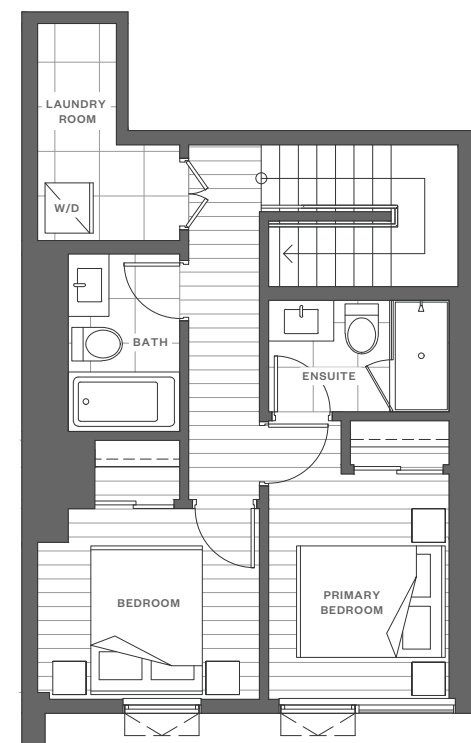 LAUNDRY
ROOM
W/D
BATH
ENSUITE
BEDROOM
PRIMARY
BEDROOM